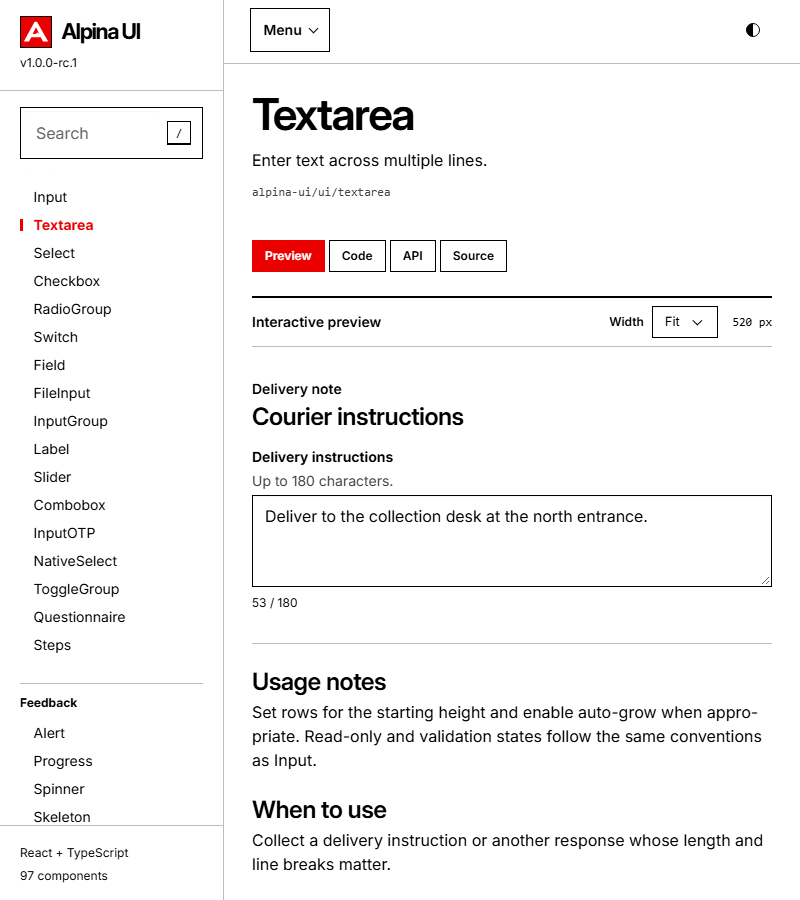 Alpina UI
v1.0.0-rc.1
Search /
Input
Textarea
Select
Checkbox
RadioGroup
Switch
Field
FileInput
InputGroup
Label
Slider
Combobox
InputOTP
NativeSelect
ToggleGroup
Questionnaire
Steps
Feedback
Alert
Progress
Spinner
Skeleton
React + TypeScript
97 components
Menu
Textarea
Enter text across multiple lines.
alpina-ui/ui/textarea
Preview Code API Source
Interactive preview Width Fit 520 px
Delivery note
Courier instructions
Delivery instructions
Up to 180 characters.
Deliver to the collection desk at the north entrance.
53 / 180
Usage notes
Set rows for the starting height and enable auto-grow when appro-
priate. Read-only and validation states follow the same conventions
as Input.
When to use
Collect a delivery instruction or another response whose length and
line breaks matter.